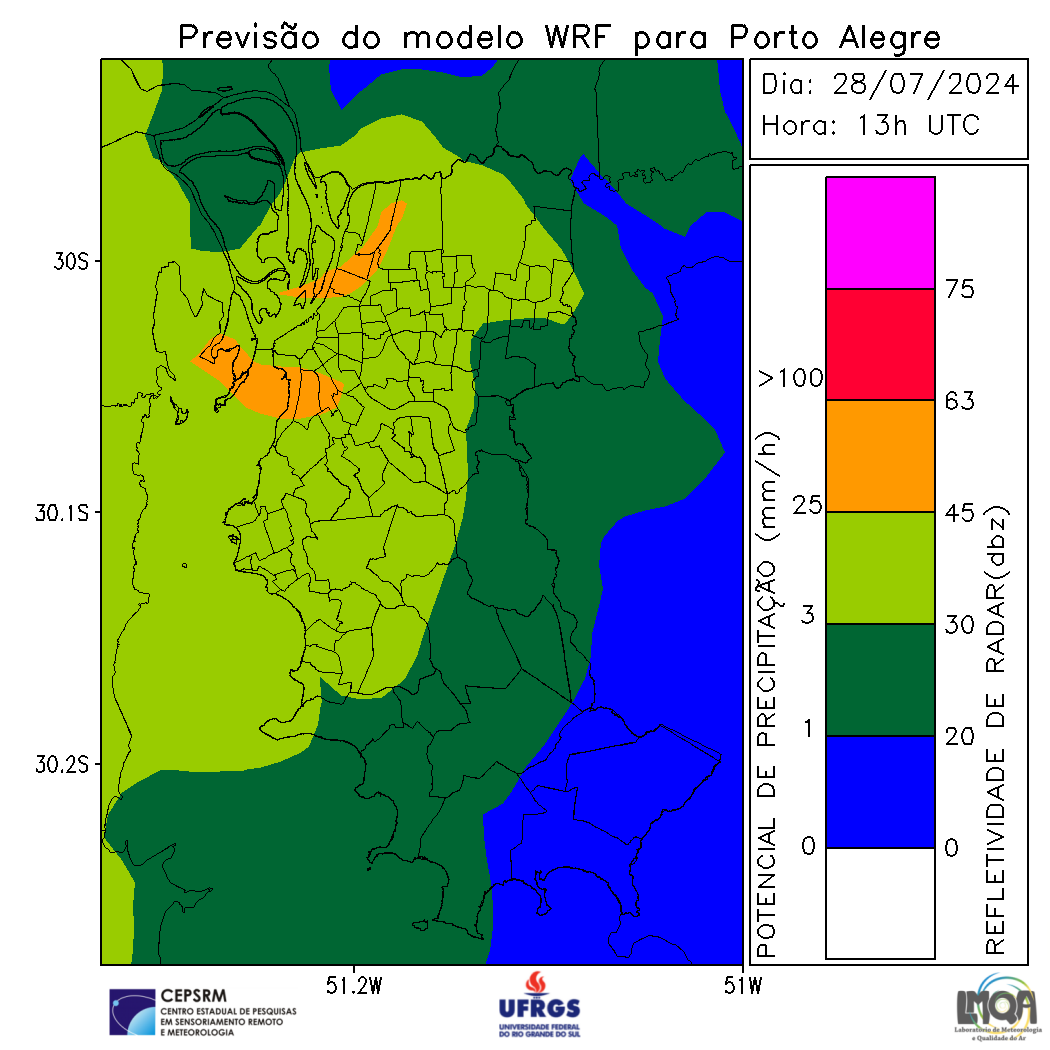 Previsão do modelo WRF para Porto Alegre
Dia: 28/07/2024
Hora: 13h UTC
30S
30.1S
30.2S
51.2W
51W
POTENCIAL DE PRECIPITAÇÃO (mm/h)
>100
25
3
1
0
75
63
45
30
20
0
REFLETIVIDADE DE RADAR(dbz)
CEPSRM
CENTRO ESTADUAL DE PESQUISAS
EM SENSORIAMENTO REMOTO
E METEOROLOGIA
UFRGS
UNIVERSIDADE FEDERAL
DO RIO GRANDE DO SUL
LMQA
Laboratório de Meteorologia
e Qualidade do Ar